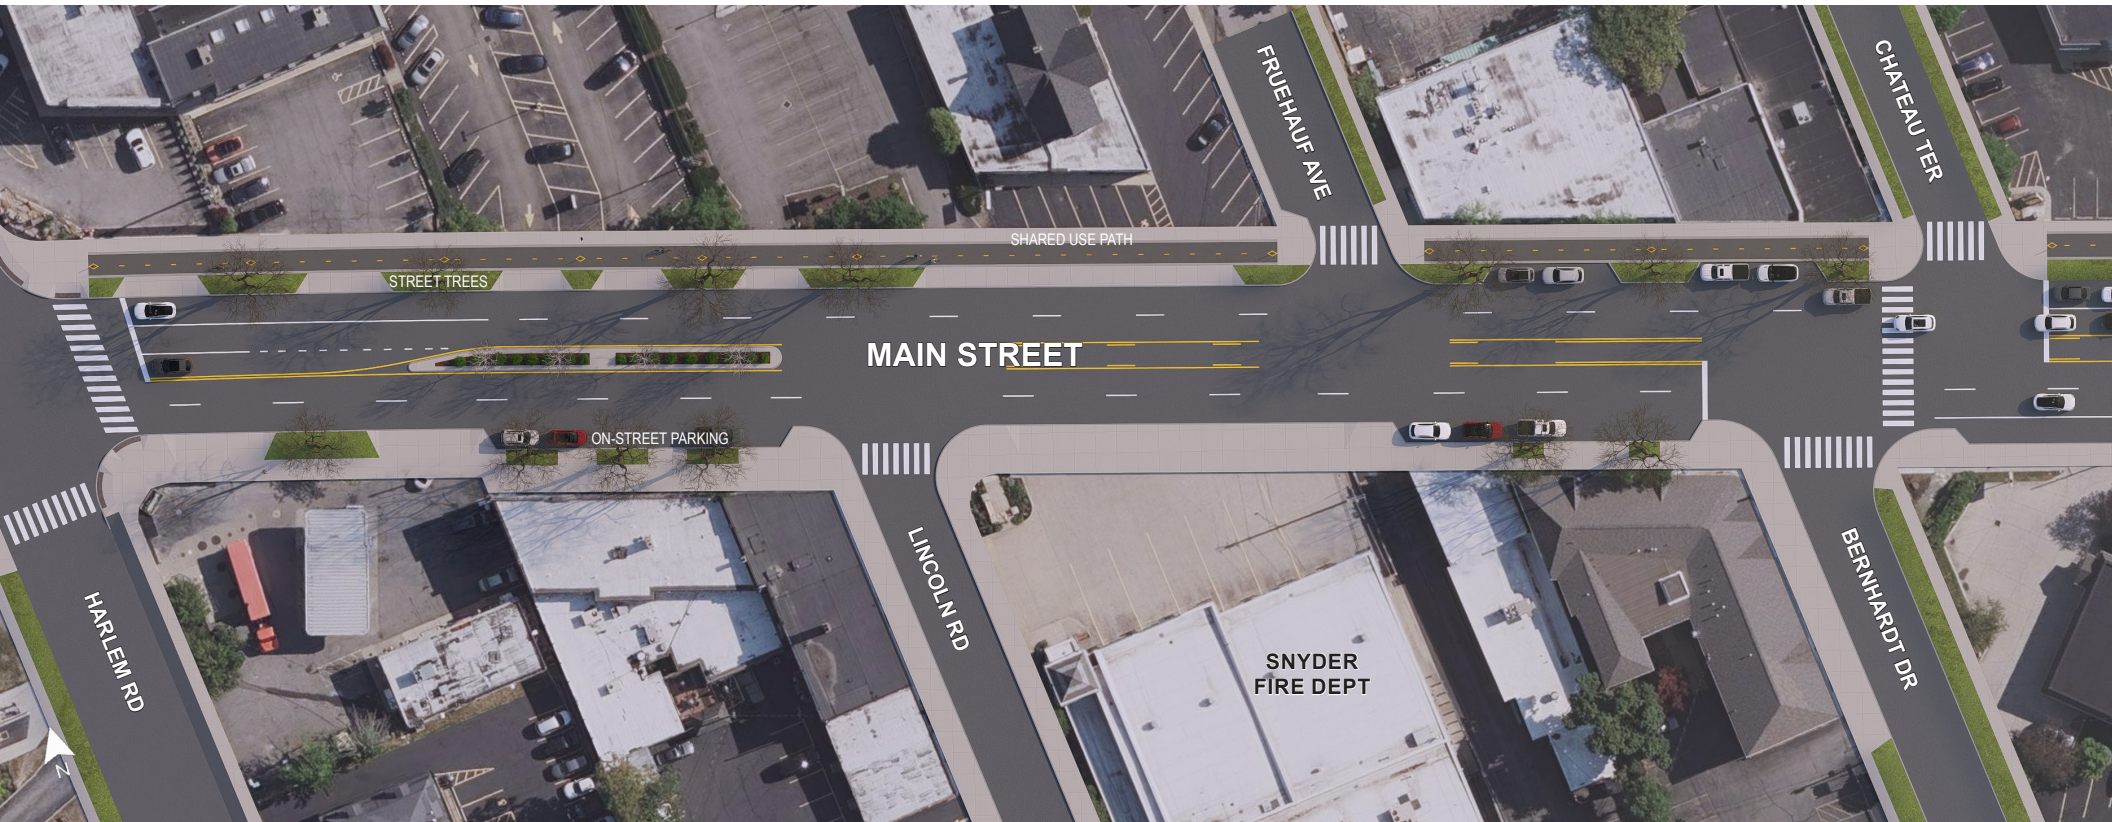 FRUEHAUF AVE
CHATEAU TER
SHARED USE PATH
STREET TREES
MAIN STREET
ON-STREET PARKING
HARLEM RD
LINCOLN RD
BERNHARDT DR
SNYDER
FIRE DEPT
N